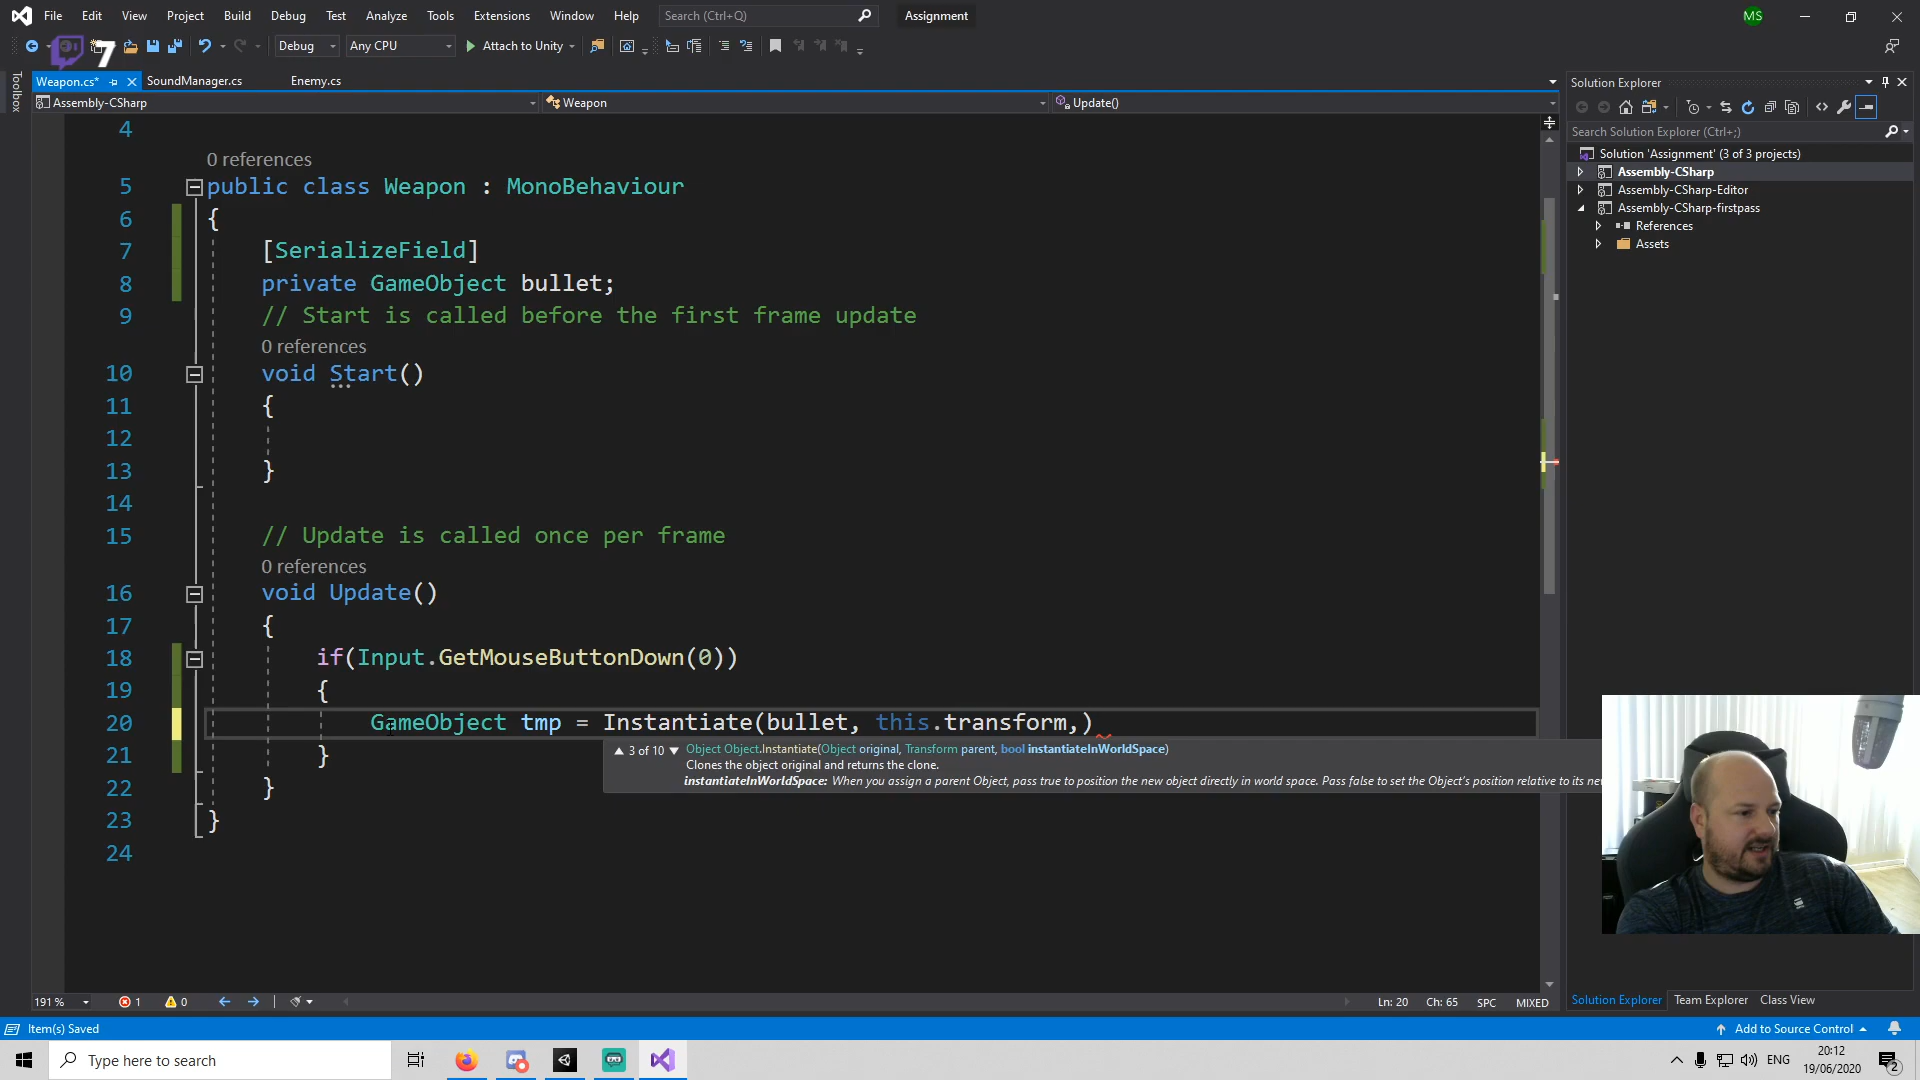 File Edit View Project Build Debug Test Analyze Tools Extensions Window Help Search (Ctrl+Q) Assignment MS
7 Debug Any CPU Attach to Unity
Toolbox
Weapon.cs* SoundManager.cs Enemy.cs
Assembly-CSharp Weapon Update()
4
0 references
5 public class Weapon : MonoBehaviour
6 {
7 [SerializeField]
8 private GameObject bullet;
9 // Start is called before the first frame update
0 references
10 void Start()
11 {
12
13 }
14
15 // Update is called once per frame
0 references
16 void Update()
17 {
18 if(Input.GetMouseButtonDown(0))
19 {
20 GameObject tmp = Instantiate(bullet, this.transform,)
3 of 10 Object Object.Instantiate(Object original, Transform parent, bool instantiateInWorldSpace)
Clones the object original and returns the clone.
instantiateInWorldSpace: When you assign a parent Object, pass true to position the new object directly in world space. Pass false to set the Object's position relative to its
21 }
22 }
23 }
24
191 % 1 0 Ln: 20 Ch: 65 SPC MIXED
Solution Explorer
Search Solution Explorer (Ctrl+;)
Solution 'Assignment' (3 of 3 projects)
Assembly-CSharp
Assembly-CSharp-Editor
Assembly-CSharp-firstpass
References
Assets
Solution Explorer Team Explorer Class View
Item(s) Saved Add to Source Control
Type here to search ENG 20:12
19/06/2020 2